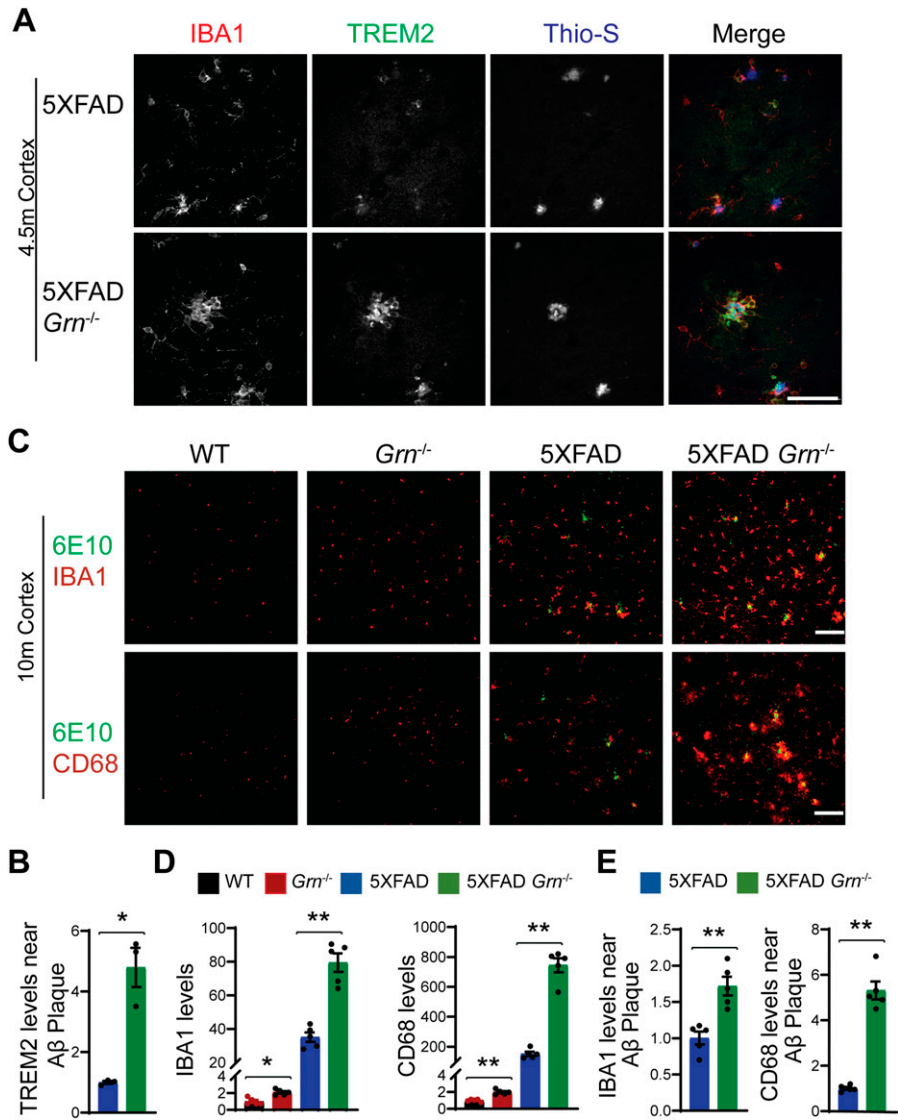 A
IBA1 TREM2 Thio-S Merge
4.5m Cortex
5XFAD
5XFAD
Grn-/-
C
WT Grn-/- 5XFAD 5XFAD Grn-/-
10m Cortex
6E10
IBA1
6E10
CD68
B
TREM2 levels near
Aβ Plaque
6
4
2
0
*
D
WT Grn-/- 5XFAD 5XFAD Grn-/-
IBA1 levels
100
80
60
40
20
2
0
*
**
CD68 levels
1000
800
600
400
200
4
2
0
**
**
E
5XFAD 5XFAD Grn-/-
IBA1 levels near
Aβ Plaque
2.5
2.0
1.5
1.0
0.5
0.0
**
CD68 levels near
Aβ Plaque
8
6
4
2
0
**